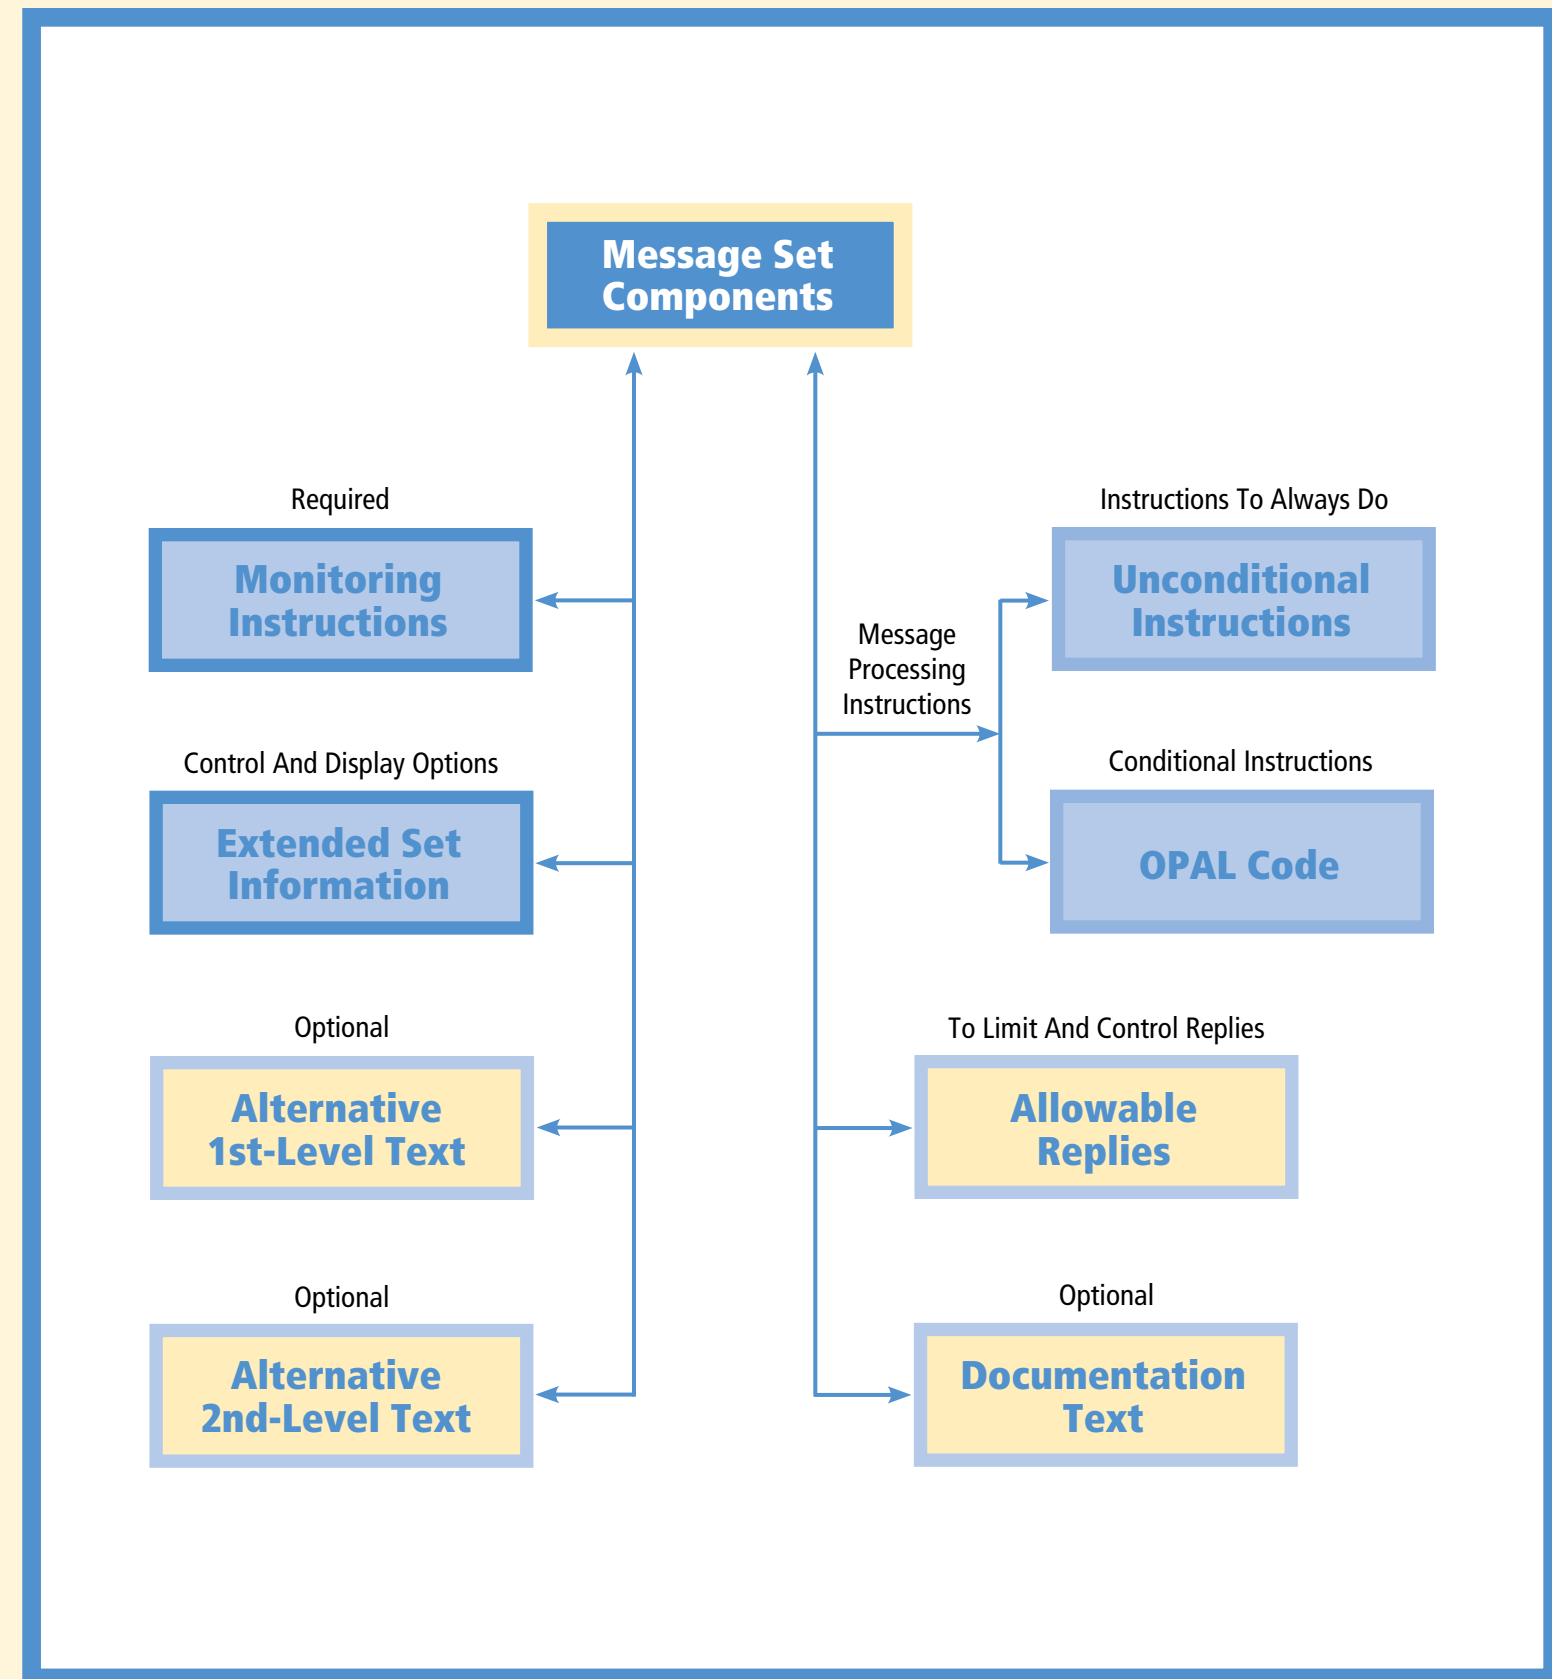 Message Set
Components
Required
Monitoring
Instructions
Control And Display Options
Extended Set
Information
Optional
Alternative
1st-Level Text
Optional
Alternative
2nd-Level Text
Message
Processing
Instructions
Instructions To Always Do
Unconditional
Instructions
Conditional Instructions
OPAL Code
To Limit And Control Replies
Allowable
Replies
Optional
Documentation
Text